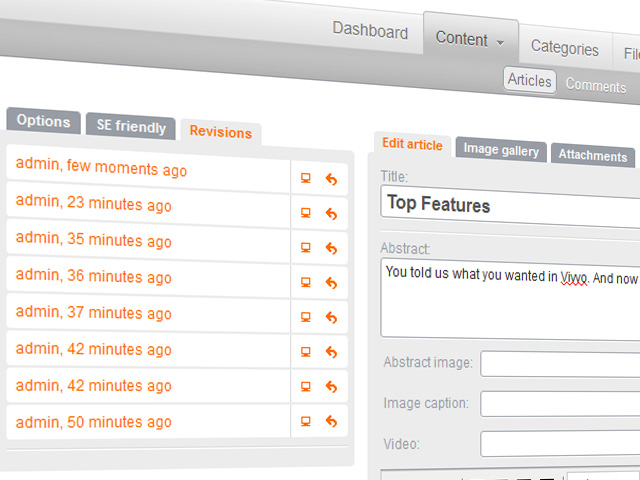 Dashboard
Content
Categories
Articles
Comments
Options
SE friendly
Revisions
admin, few moments ago
admin, 23 minutes ago
admin, 35 minutes ago
admin, 36 minutes ago
admin, 37 minutes ago
admin, 42 minutes ago
admin, 42 minutes ago
admin, 50 minutes ago
Edit article
Image gallery
Attachments
Title:
Top Features
Abstract:
You told us what you wanted in Vivvo. And now
Abstract image:
Image caption:
Video: